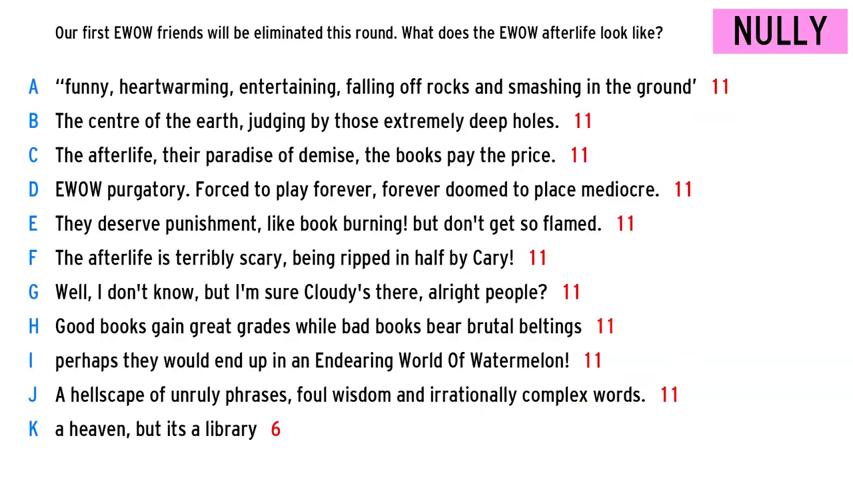 Our first EWOW friends will be eliminated this round. What does the EWOW afterlife look like?
NULLY
A “funny, heartwarming, entertaining, falling off rocks and smashing in the ground’ 11
B The centre of the earth, judging by those extremely deep holes. 11
C The afterlife, their paradise of demise, the books pay the price. 11
D EWOW purgatory. Forced to play forever, forever doomed to place mediocre. 11
E They deserve punishment, like book burning! but don't get so flamed. 11
F The afterlife is terribly scary, being ripped in half by Cary! 11
G Well, I don't know, but I'm sure Cloudy's there, alright people? 11
H Good books gain great grades while bad books bear brutal beltings 11
I perhaps they would end up in an Endearing World Of Watermelon! 11
J A hellscape of unruly phrases, foul wisdom and irrationally complex words. 11
K a heaven, but its a library 6